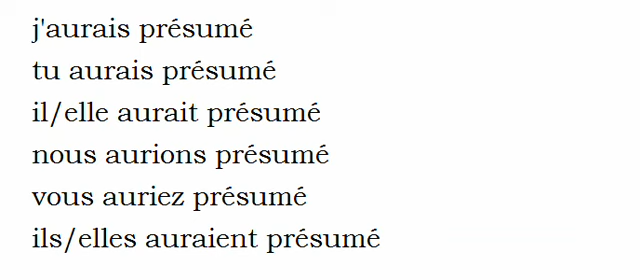 j'aurais présumé
tu aurais présumé
il/elle aurait présumé
nous aurions présumé
vous auriez présumé
ils/elles auraient présumé